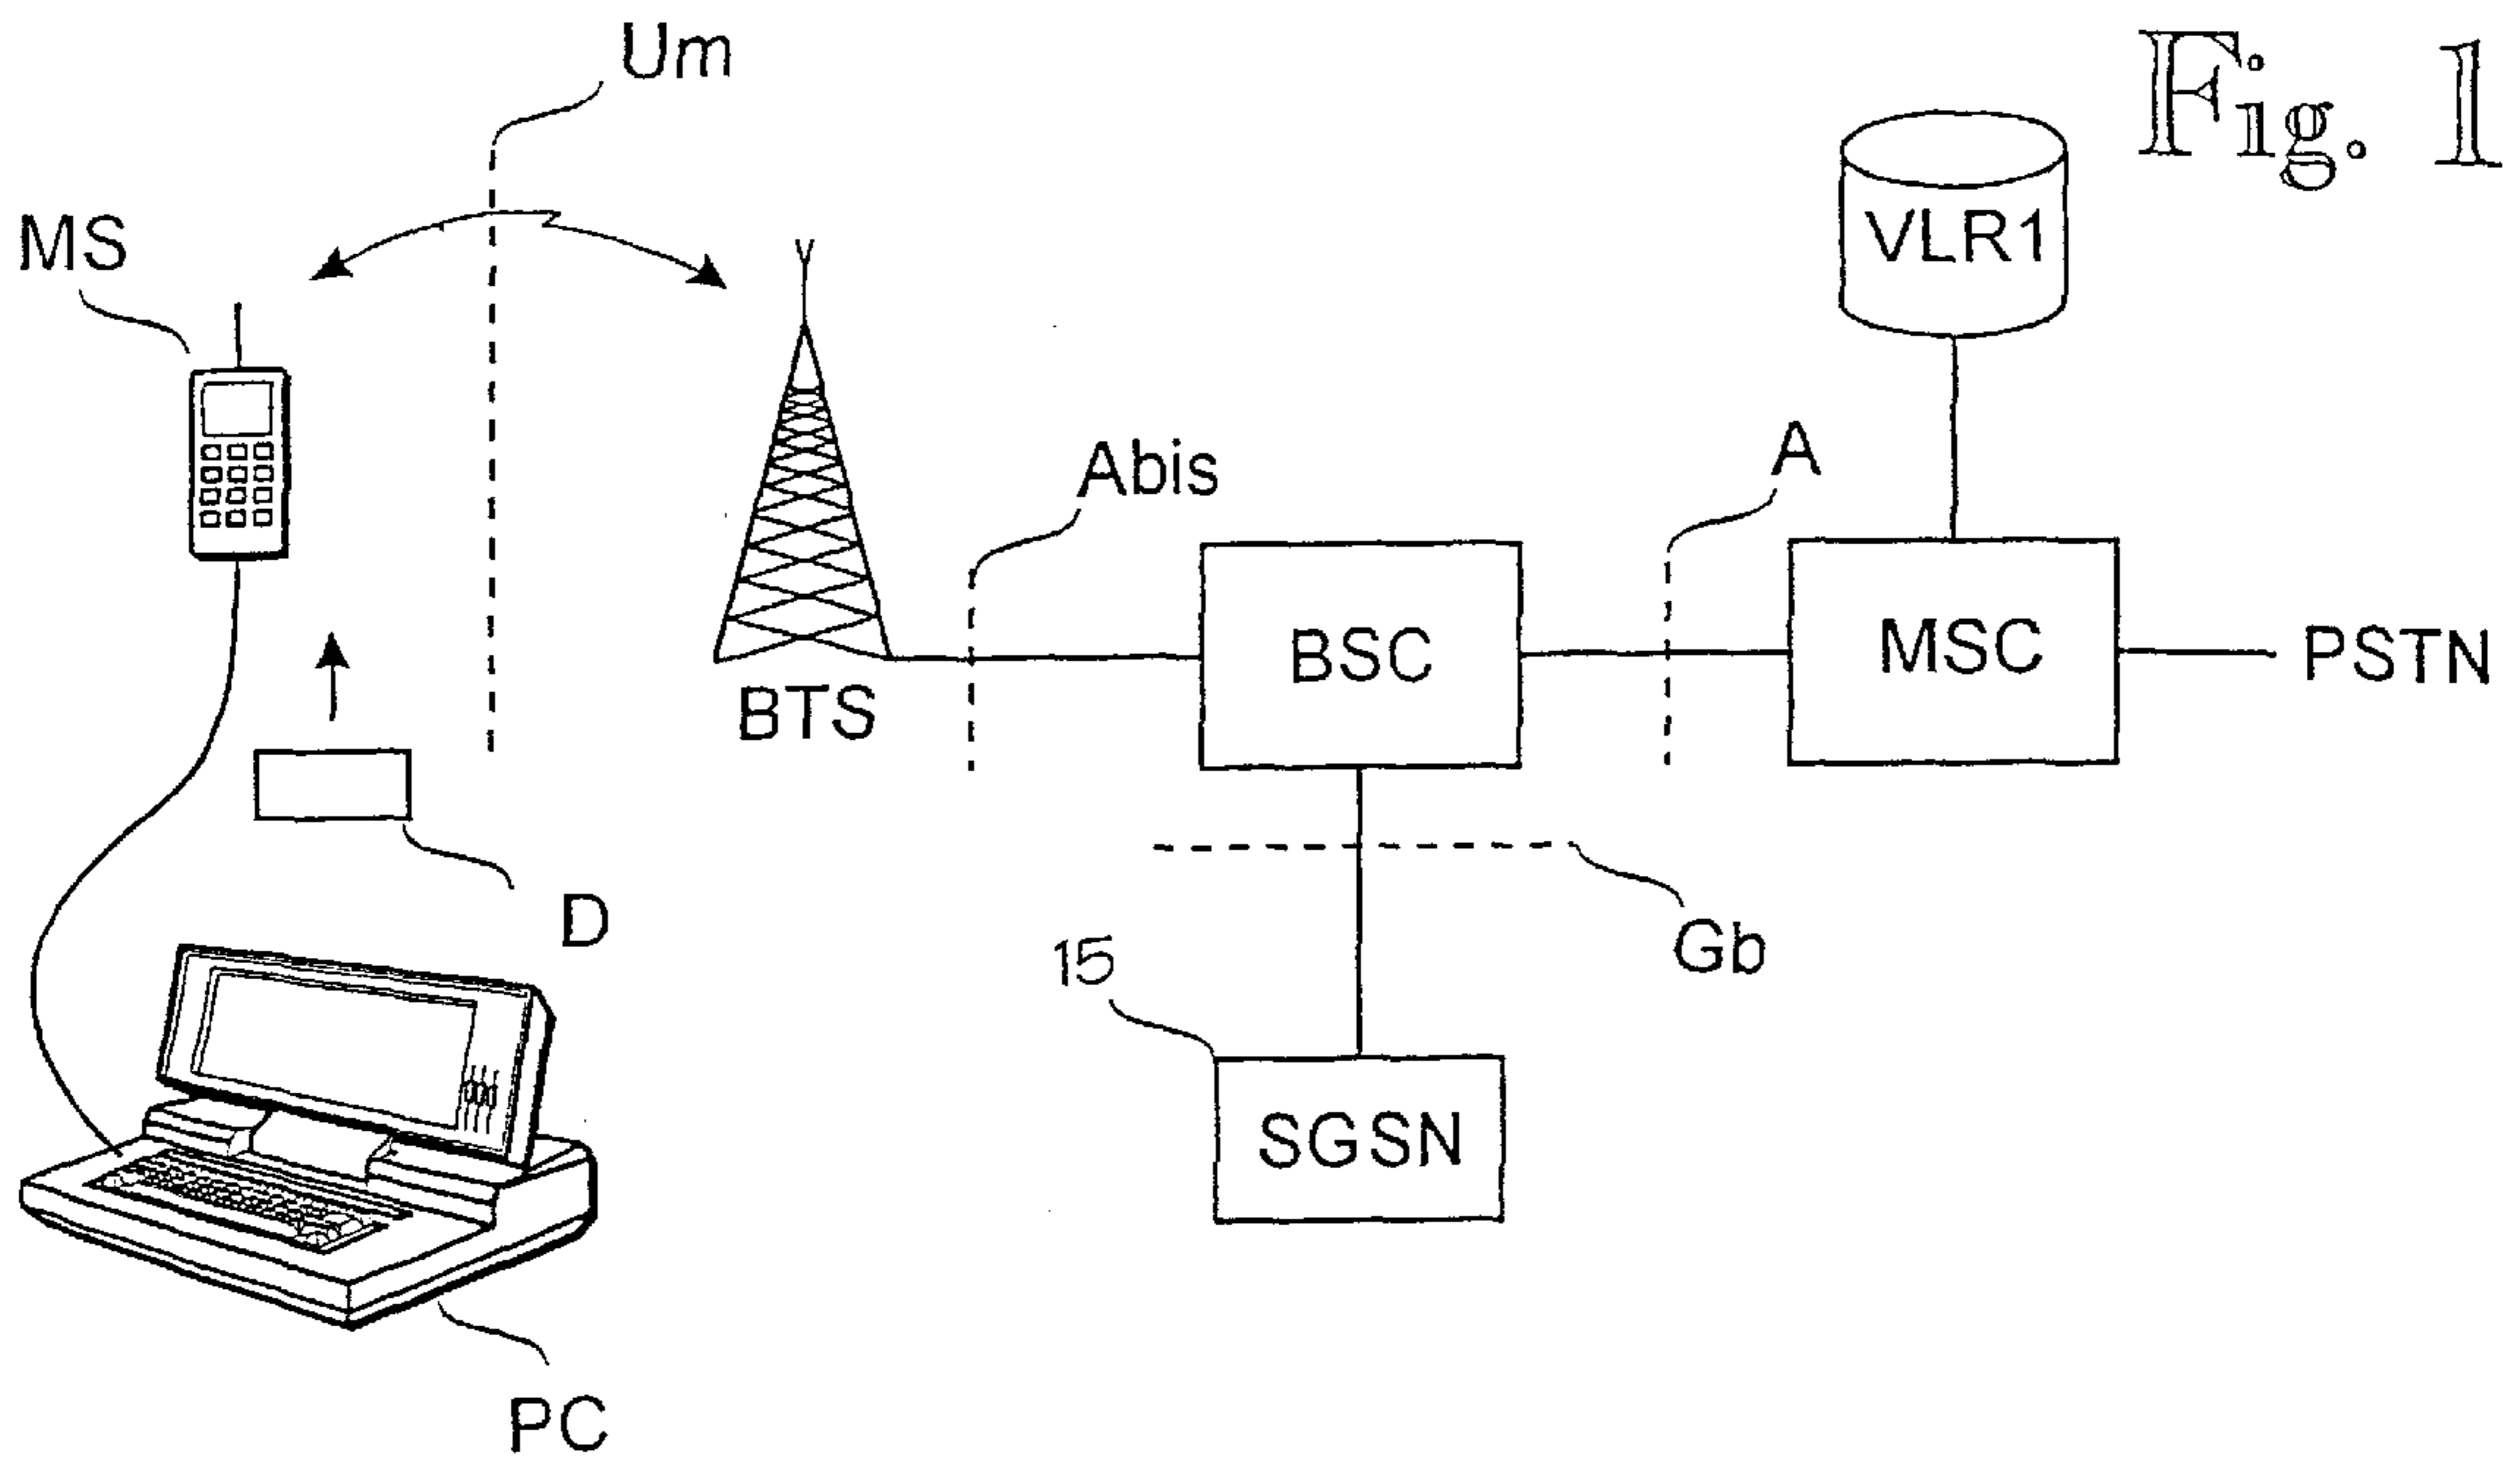 Um
Fig. 1
MS
VLR1
Abis
A
BSC
MSC
PSTN
BTS
D
Gb
15
SGSN
PC